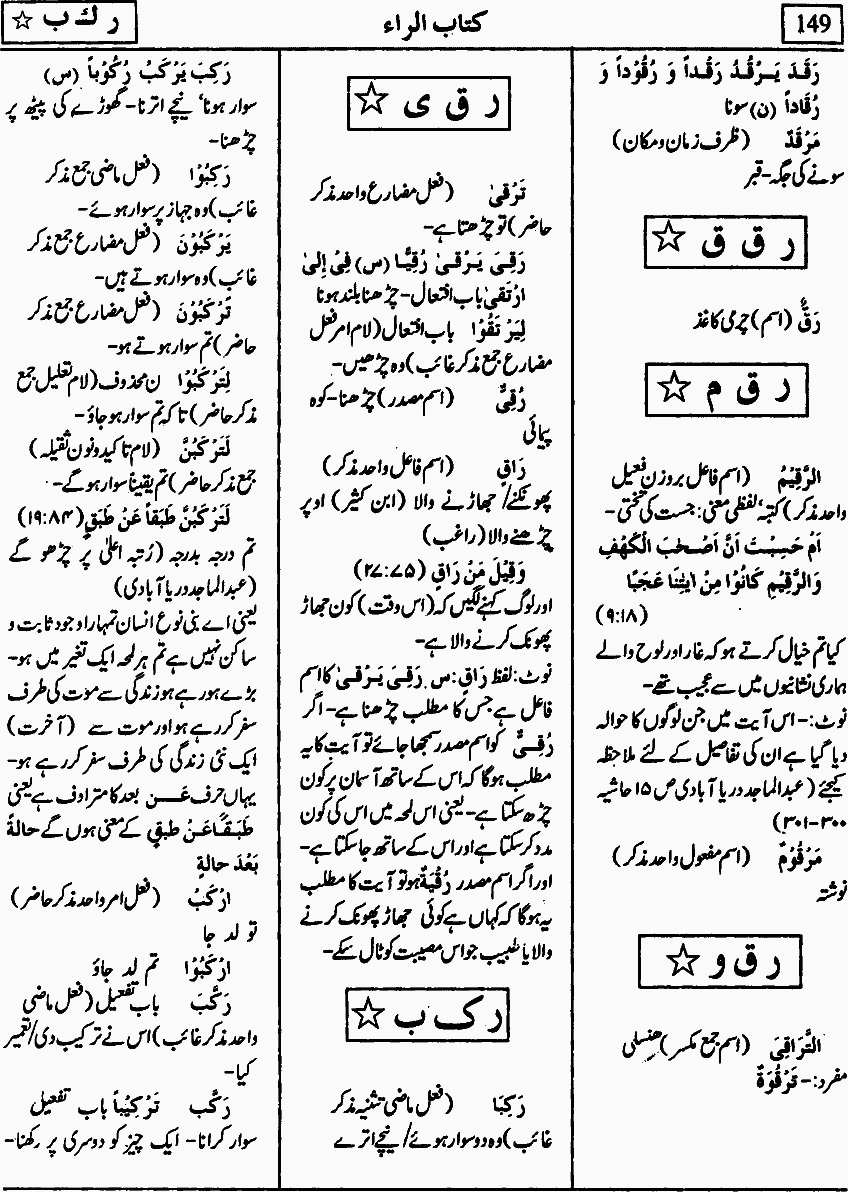 149
کتاب الراء
ر ك ب ☆
رَقَدَ يَرْقُدُ رَقْداً وَ رُقُوْداً وَ
رُقَاداً (ن) سونا
مَرْقَدٌ (ظرف زمان و مکان)
سونے کی جگہ- قبر
ر ق ق ☆
رَقٌّ (اسم) چرمی کاغذ
ر ق م ☆
الرَّقِيْمُ (اسم فاعل بروزن فعیل
واحد مذکر) کتبہ‘ لفظی معنی: جست کی تختی-
اَمْ حَسِبْتَ اَنَّ اَصْحٰبَ الْكَهْفِ
وَالرَّقِيْمِ كَانُوْا مِنْ اٰيٰتِنَا عَجَبًا
(۹:۱۸)
کیا تم خیال کرتے ہو کہ غار اور لوح والے
ہماری نشانیوں میں سے عجیب تھے-
نوٹ:- اس آیت میں جن لوگوں کا حوالہ
دیا گیا ہے ان کی تفاصیل کے لئے ملاحظہ
کیجئے (عبدالماجد دریا آبادی ص ۱۵ حاشیہ
۳۰۰-۳۰۱)
مَرْقُوْمٌ (اسم مفعول واحد مذکر)
نوشتہ
ر ق و ☆
التَّرَاقِيَ (اسم جمع مکسر) ہنسلی
مفرد:- تَرْقُوَةٌ
ر ق ی ☆
تَرْقىٰ (فعل مضارع واحد مذکر
حاضر) تو چڑھتا ہے-
رَقِيَ يَرْقىٰ رُقِيًّا (س) فِيْ اِلىٰ
اِرْتَقىٰ باب افتعال- چڑھنا بلند ہونا
لِيَرْتَقُوْا باب افتعال (لام امر فعل
مضارع جمع مذکر غائب) وہ چڑھیں-
رُقِيٌّ (اسم مصدر) چڑھنا- کوہ
پیمائی
رَاقٍ (اسم فاعل واحد مذکر)
پھونکنے/ جھاڑنے والا (ابن کثیر) اوپر
چڑھنے والا (راغب)
وَقِيْلَ مَنْ رَاقٍ (۲۷:۷۵)
اور لوگ کہنے لگیں کہ (اس وقت) کون جھاڑ
پھونک کرنے والا ہے-
نوٹ: لفظ رَاقٍ: س رَقِيَ يَرْقىٰ کا اسم
فاعل ہے جس کا مطلب چڑھنا ہے- اگر
رُقِيٌّ کو اسم مصدر سمجھا جائے تو آیت کا یہ
مطلب ہوگا کہ اس کے ساتھ آسمان پر کون
چڑھ سکتا ہے- یعنی اس لمحہ میں اس کی کون
مدد کر سکتا ہے اور اس کے ساتھ جا سکتا ہے-
اور اگر اسم مصدر رُقْيَةٌ ہو تو آیت کا مطلب
یہ ہوگا کہ کہاں ہے کوئی جھاڑ پھونک کرنے
والا یا طبیب جو اس مصیبت کو ٹال سکے-
ر ک ب ☆
رَكِبَا (فعل ماضی تثنیہ مذکر
غائب) وہ دو سوار ہوئے/ نیچے اترے
رَكِبَ يَرْكَبُ رُكُوْباً (س)
سوار ہونا‘ نیچے اترنا- گھوڑے کی پیٹھ پر
چڑھنا-
رَكِبُوْا (فعل ماضی جمع مذکر
غائب) وہ جہاز پر سوار ہوئے-
يَرْكَبُوْنَ (فعل مضارع جمع مذکر
غائب) وہ سوار ہوتے ہیں-
تَرْكَبُوْنَ (فعل مضارع جمع مذکر
حاضر) تم سوار ہوتے ہو-
لِتَرْكَبُوْا ن محذوف (لام تعلیل جمع
مذکر حاضر) تاکہ تم سوار ہو جاؤ-
لَتَرْكَبُنَّ (لام تاکید و نون ثقیلہ)
جمع مذکر حاضر) تم یقیناً سوار ہوگے-
لَتَرْكَبُنَّ طَبَقاً عَنْ طَبَقٍ (۱۹:۸۴)
تم درجہ بدرجہ (رُتبہ اعلیٰ پر چڑھو گے
(عبدالماجد دریا آبادی)
یعنی اے بنی نوع انسان تمہارا وجود ثابت و
ساکن نہیں ہے تم ہر لمحہ ایک تغیر میں ہو-
بڑے ہو رہے ہو زندگی سے موت کی طرف
سفر کر رہے ہو اور موت سے (آخرت)
ایک نئی زندگی کی طرف سفر کر رہے ہو-
یہاں حرف عَنْ بعد کا مترادف ہے یعنی
طَبَقًا عَنْ طبقٍ کے معنی ہوں گے حالةً
بَعْدَ حالةٍ
اِرْكَبْ (فعل امر واحد مذکر حاضر)
تو لد جا
اِرْكَبُوْا تم لد جاؤ
رَكَّبَ باب تفعیل (فعل ماضی
واحد مذکر غائب) اس نے ترکیب دی/ تعمیر
کیا-
رَكَّبَ تَرْكِيْباً باب تفعیل
سوار کرانا- ایک چیز کو دوسری پر رکھنا-